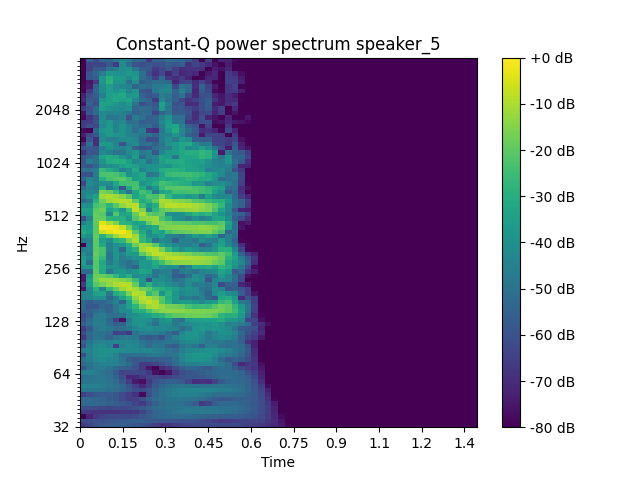 Constant-Q power spectrum speaker_5
+0 dB
-10 dB
-20 dB
-30 dB
-40 dB
-50 dB
-60 dB
-70 dB
-80 dB
Hz
2048
1024
512
256
128
64
32
0 0.15 0.3 0.45 0.6 0.75 0.9 1.1 1.2 1.4
Time